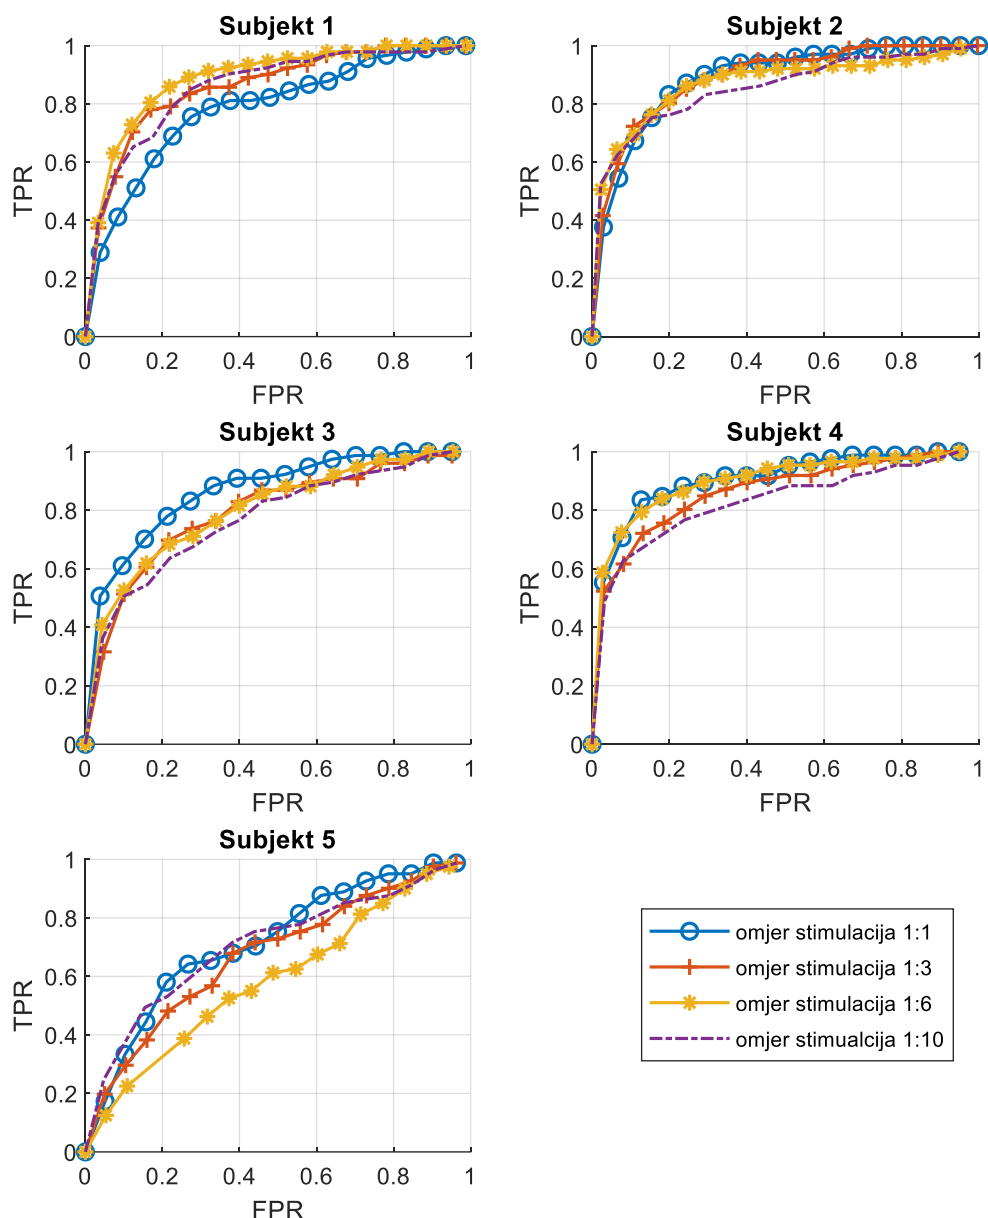 Subjekt 1
1
0.8
0.6
0.4
0.2
0
TPR
0 0.2 0.4 0.6 0.8 1
FPR
Subjekt 2
1
0.8
0.6
0.4
0.2
0
TPR
0 0.2 0.4 0.6 0.8 1
FPR
Subjekt 3
1
0.8
0.6
0.4
0.2
0
TPR
0 0.2 0.4 0.6 0.8 1
FPR
Subjekt 4
1
0.8
0.6
0.4
0.2
0
TPR
0 0.2 0.4 0.6 0.8 1
FPR
Subjekt 5
1
0.8
0.6
0.4
0.2
0
TPR
0 0.2 0.4 0.6 0.8 1
FPR
omjer stimulacija 1:1
omjer stimulacija 1:3
omjer stimulacija 1:6
omjer stimualcija 1:10